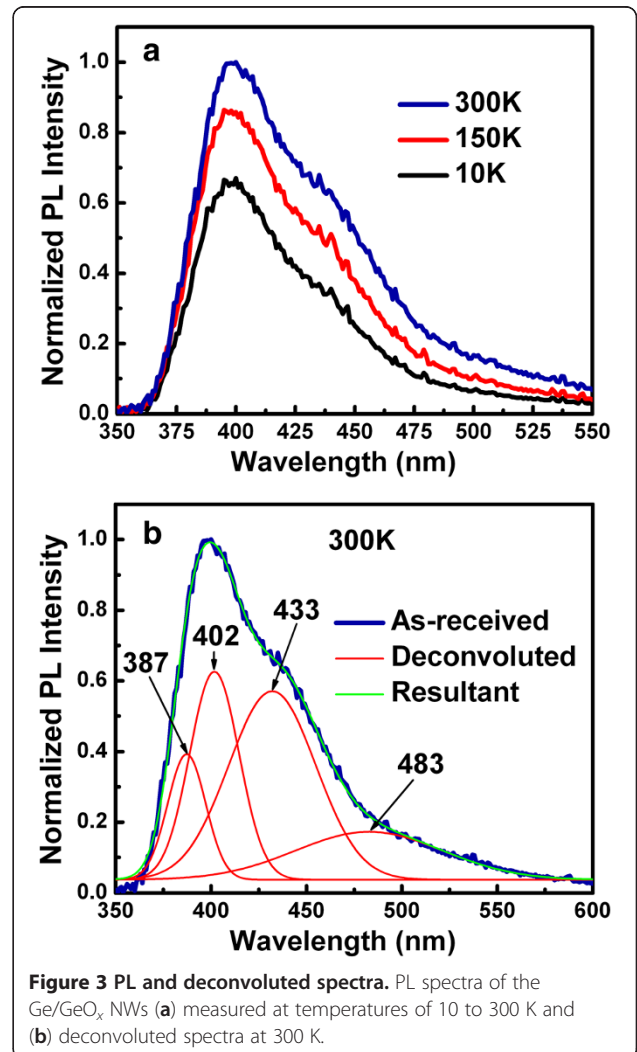 a
1.0
0.8
0.6
0.4
0.2
0.0
Normalized PL Intensity
300K
150K
10K
350 375 400 425 450 475 500 525 550
Wavelength (nm)
b
300K
1.0
0.8
0.6
0.4
0.2
0.0
Normalized PL Intensity
387
402
433
483
As-received
Deconvoluted
Resultant
350 400 450 500 550 600
Wavelength (nm)
Figure 3 PL and deconvoluted spectra. PL spectra of the
Ge/GeOx NWs (a) measured at temperatures of 10 to 300 K and
(b) deconvoluted spectra at 300 K.